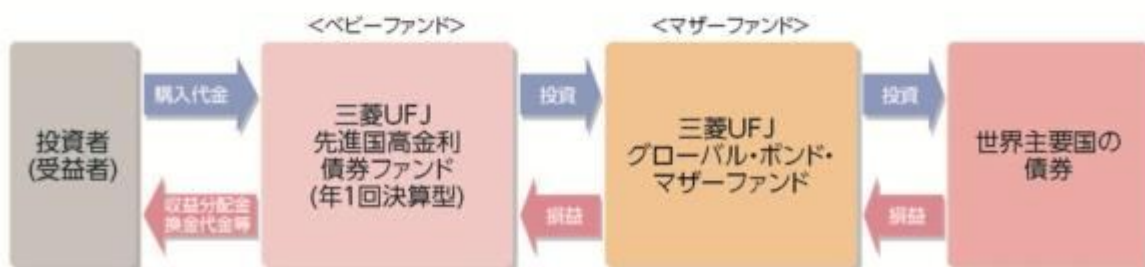 <ベビーファンド>
<マザーファンド>
投資者
(受益者)
購入代金
収益分配金
換金代金等
三菱UFJ
先進国高金利
債券ファンド
(年1回決算型)
投資
損益
三菱UFJ
グローバル・ボンド・
マザーファンド
投資
損益
世界主要国の
債券